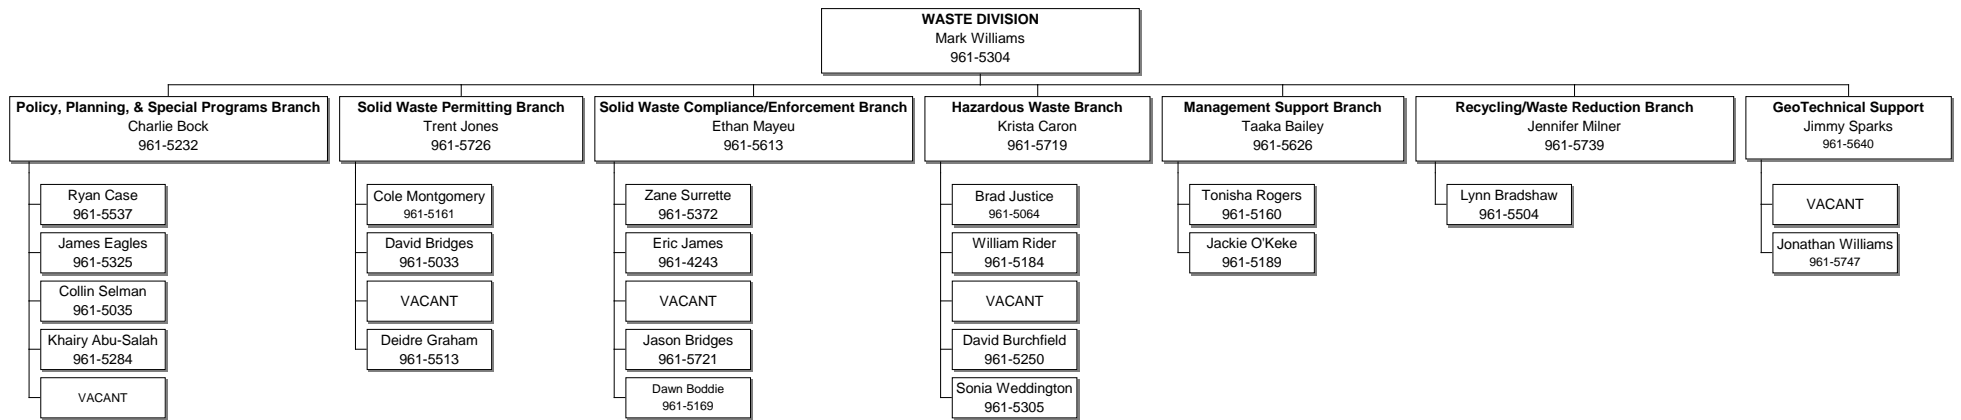 WASTE DIVISION
Mark Williams
961-5304
Policy, Planning, & Special Programs Branch
Charlie Bock
961-5232
Ryan Case
961-5537
James Eagles
961-5325
Collin Selman
961-5035
Khairy Abu-Salah
961-5284
VACANT
Solid Waste Permitting Branch
Trent Jones
961-5726
Cole Montgomery
961-5161
David Bridges
961-5033
VACANT
Deidre Graham
961-5513
Solid Waste Compliance/Enforcement Branch
Ethan Mayeu
961-5613
Zane Surrette
961-5372
Eric James
961-4243
VACANT
Jason Bridges
961-5721
Dawn Boddie
961-5169
Hazardous Waste Branch
Krista Caron
961-5719
Brad Justice
961-5064
William Rider
961-5184
VACANT
David Burchfield
961-5250
Sonia Weddington
961-5305
Management Support Branch
Taaka Bailey
961-5626
Tonisha Rogers
961-5160
Jackie O'Keke
961-5189
Recycling/Waste Reduction Branch
Jennifer Milner
961-5739
Lynn Bradshaw
961-5504
GeoTechnical Support
Jimmy Sparks
961-5640
VACANT
Jonathan Williams
961-5747